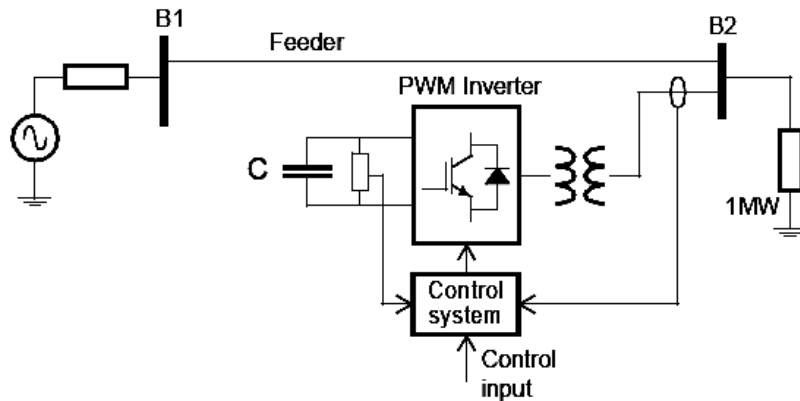 B1
B2
Feeder
PWM Inverter
C
1MW
Control
system
Control
input